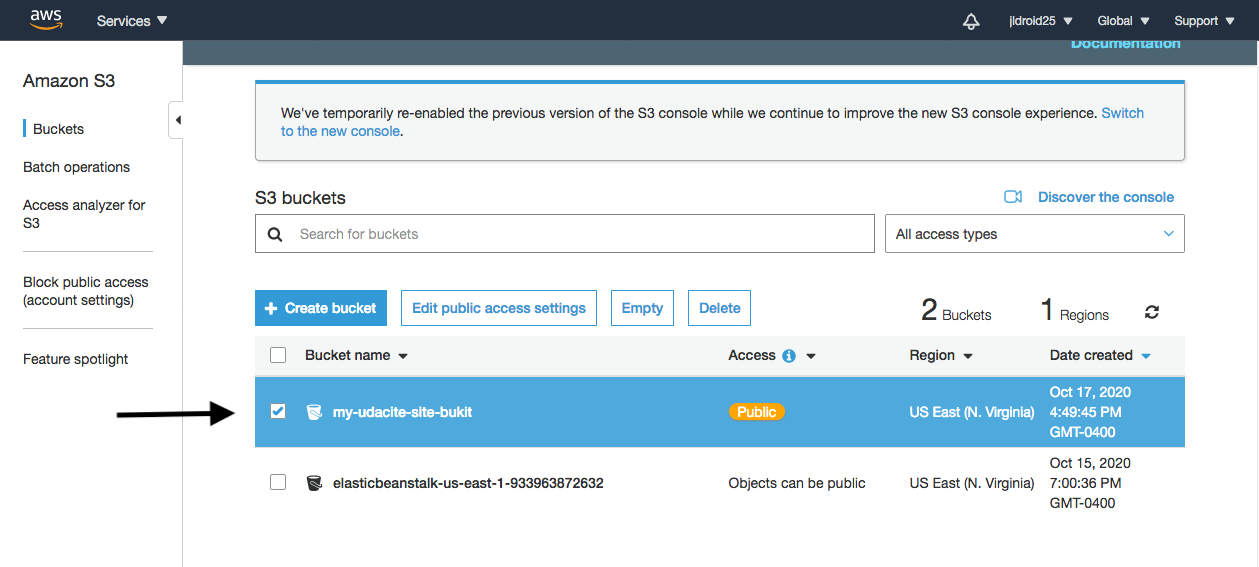 aws Services jldroid25 Global Support
Documentation
Amazon S3
Buckets
Batch operations
Access analyzer for
S3
Block public access
(account settings)
Feature spotlight
We've temporarily re-enabled the previous version of the S3 console while we continue to improve the new S3 console experience. Switch
to the new console.
S3 buckets
Discover the console
Search for buckets
All access types
+ Create bucket
Edit public access settings
Empty
Delete
2 Buckets
1 Regions
Bucket name Access Region Date created
my-udacite-site-bukit Public US East (N. Virginia) Oct 17, 2020
4:49:45 PM
GMT-0400
elasticbeanstalk-us-east-1-933963872632 Objects can be public US East (N. Virginia) Oct 15, 2020
7:00:36 PM
GMT-0400